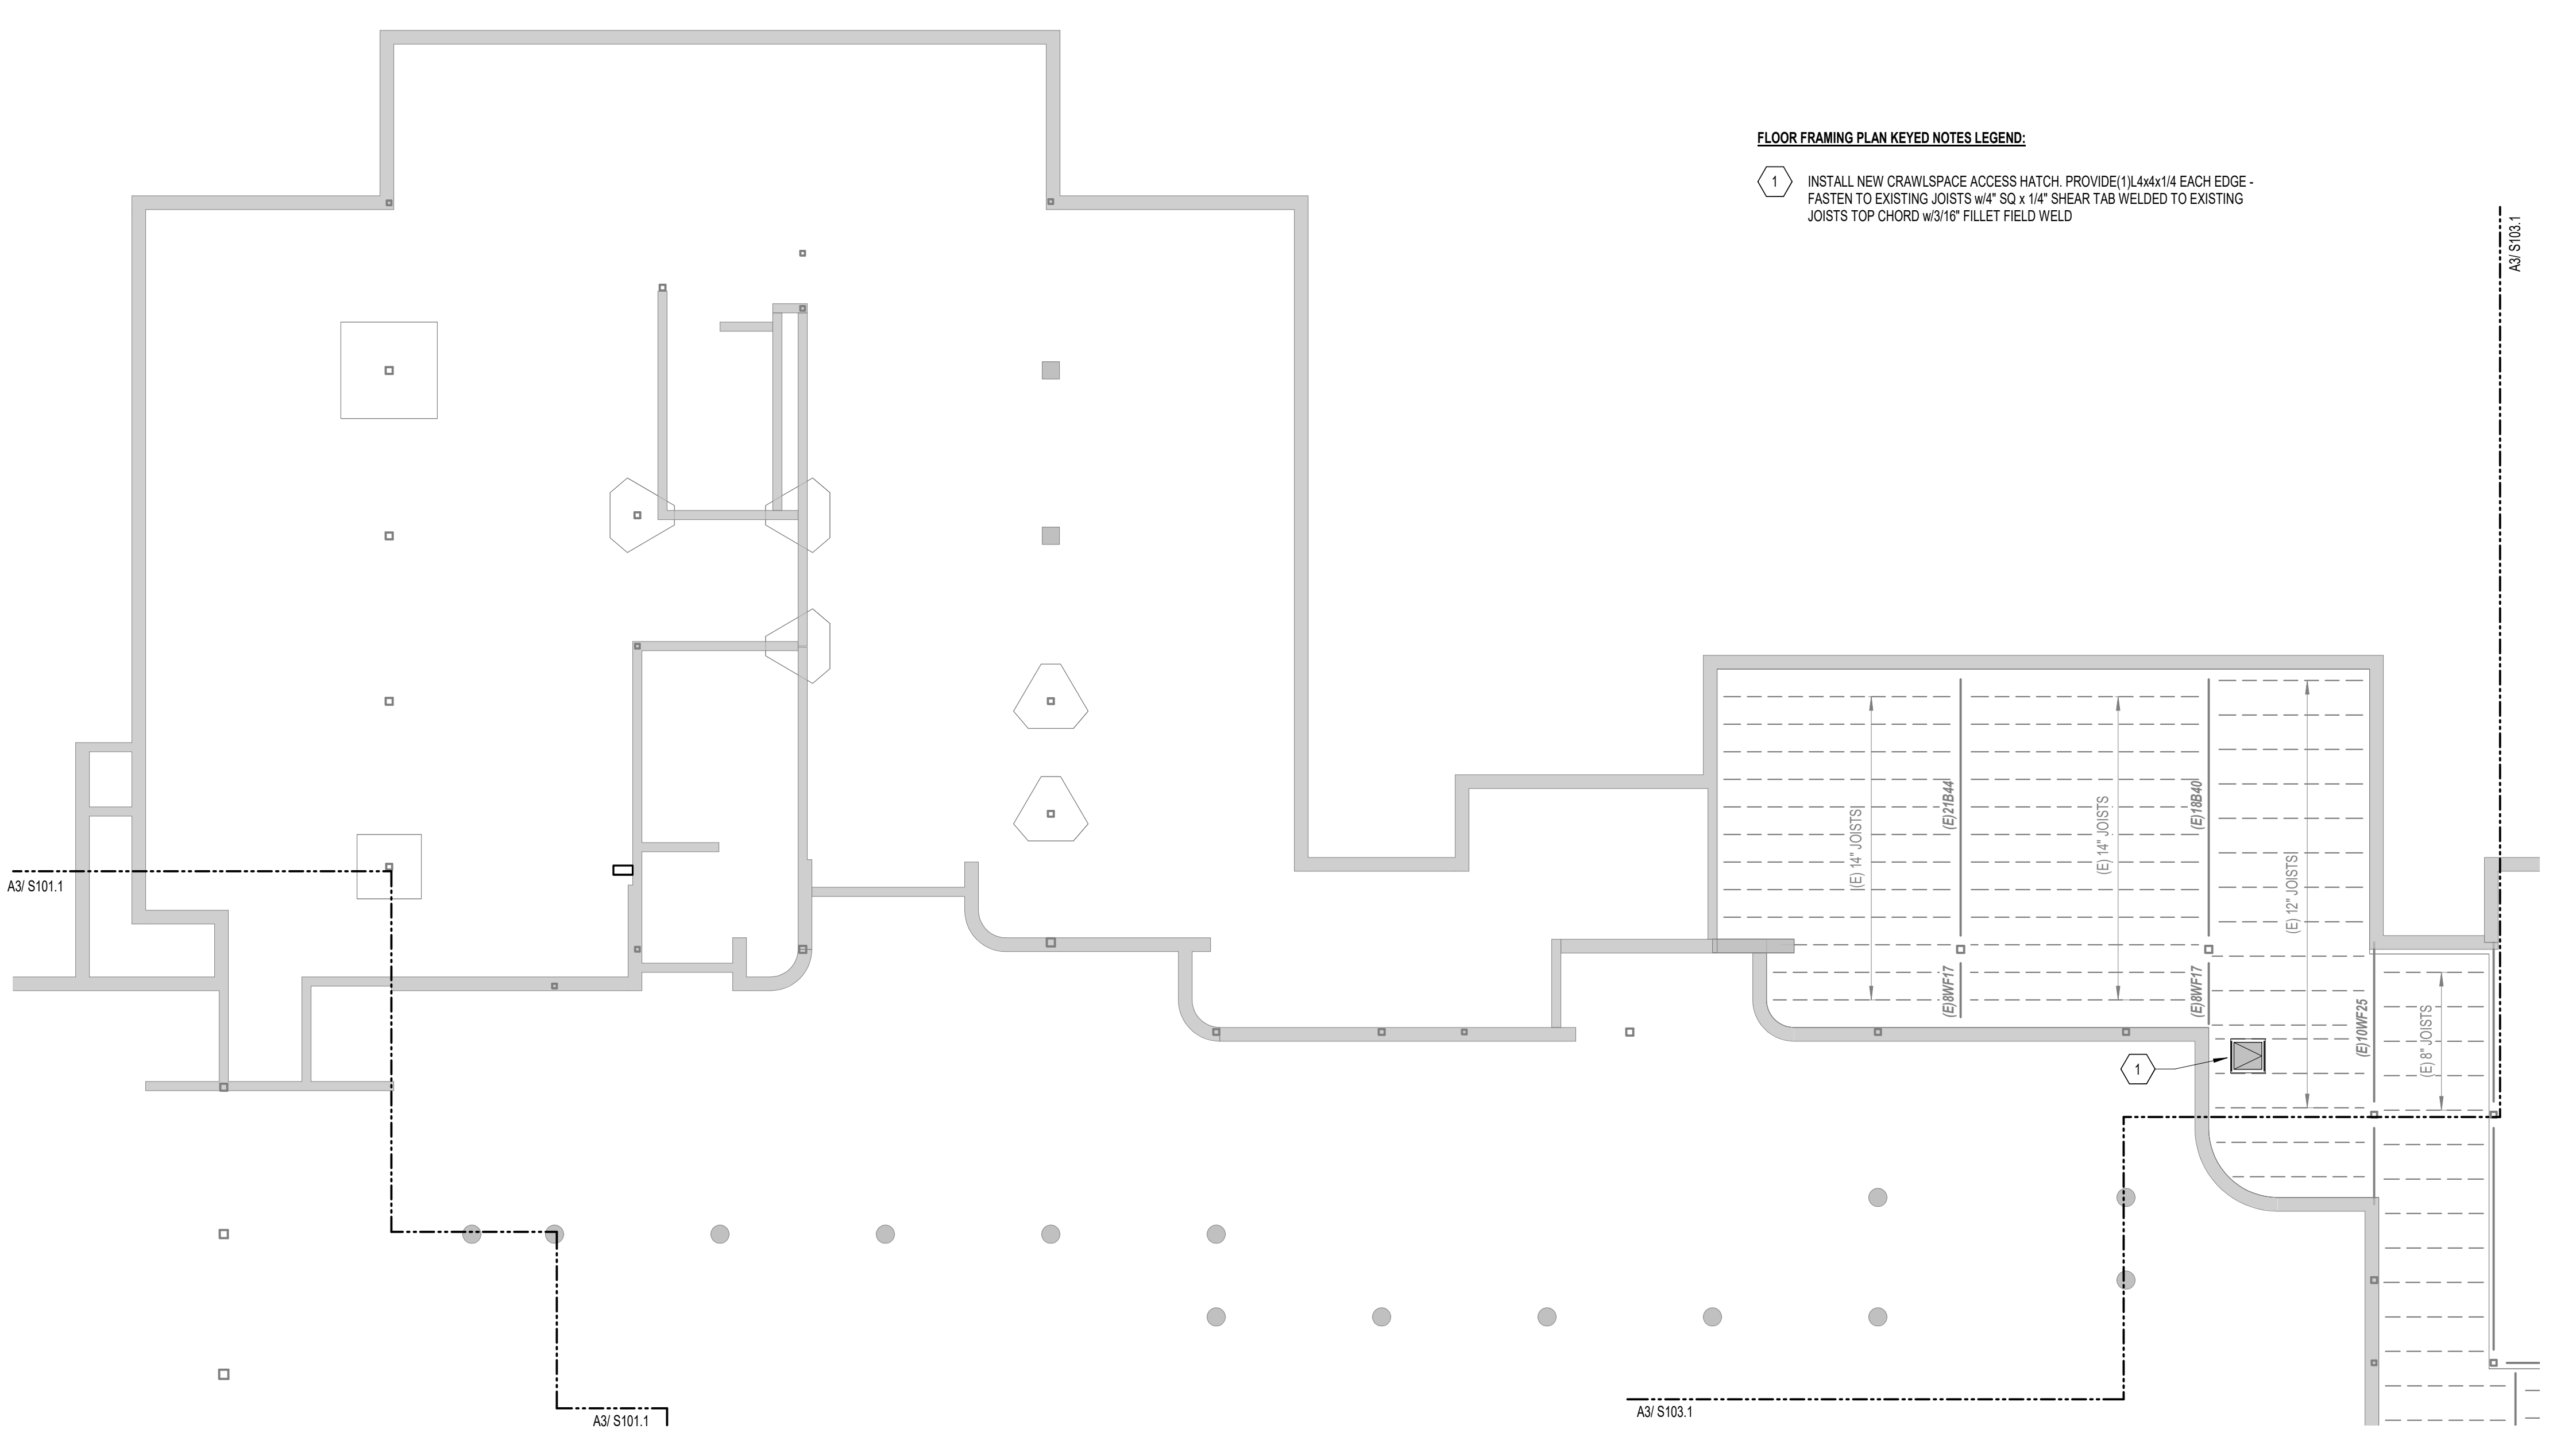 FLOOR FRAMING PLAN KEYED NOTES LEGEND:
1
INSTALL NEW CRAWLSPACE ACCESS HATCH. PROVIDE(1)L4x4x1/4 EACH EDGE -
FASTEN TO EXISTING JOISTS w/4" SQ x 1/4" SHEAR TAB WELDED TO EXISTING
JOISTS TOP CHORD w/3/16" FILLET FIELD WELD
A3/ S103.1
(E) 14" JOISTS
(E)21B44
(E) 14" JOISTS
(E)18B40
(E) 12" JOISTS
A3/ S101.1
(E)8WF17
(E)8WF17
(E)10WF25
(E) 8" JOISTS
1
A3/ S101.1
A3/ S103.1